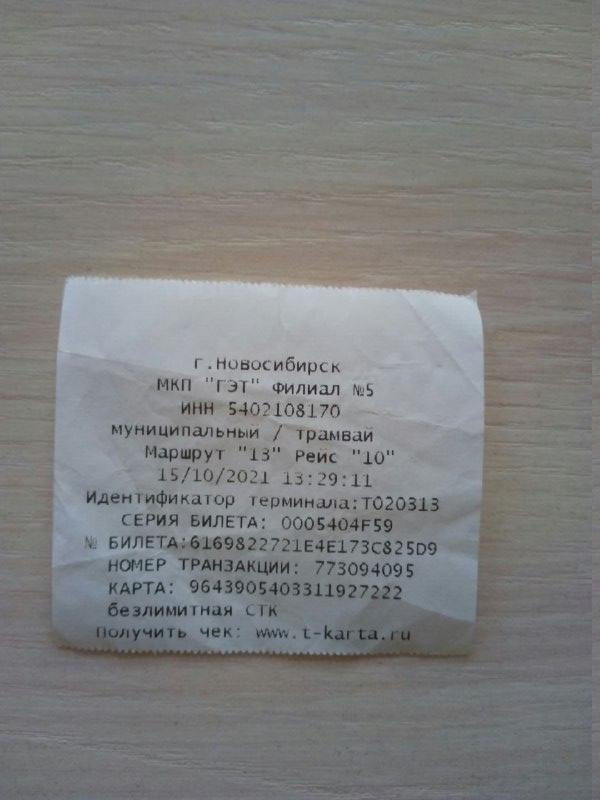 г.Новосибирск
МКП "ГЭТ" филиал №5
ИНН 5402108170
муниципальный / трамвай
Маршрут "13" Рейс "10"
15/10/2021 13:29:11
Идентификатор терминала:T020313
СЕРИЯ БИЛЕТА: 0005404F59
№ БИЛЕТА:6169822721E4E173C825D9
НОМЕР ТРАНЗАКЦИИ: 773094095
КАРТА: 9643905403311927222
безлимитная СТК
Получить чек: www.t-karta.ru